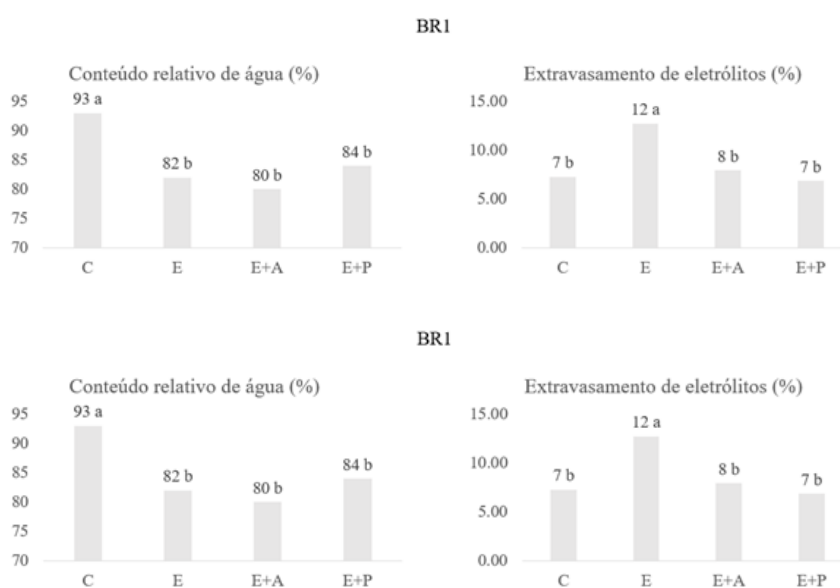 BR1
Conteúdo relativo de água (%)
95
90
85
80
75
70
93 a
82 b
80 b
84 b
C
E
E+A
E+P
Extravasamento de eletrólitos (%)
15.00
10.00
5.00
0.00
7 b
12 a
8 b
7 b
C
E
E+A
E+P
BR1
Conteúdo relativo de água (%)
95
90
85
80
75
70
93 a
82 b
80 b
84 b
C
E
E+A
E+P
Extravasamento de eletrólitos (%)
15.00
10.00
5.00
0.00
7 b
12 a
8 b
7 b
C
E
E+A
E+P